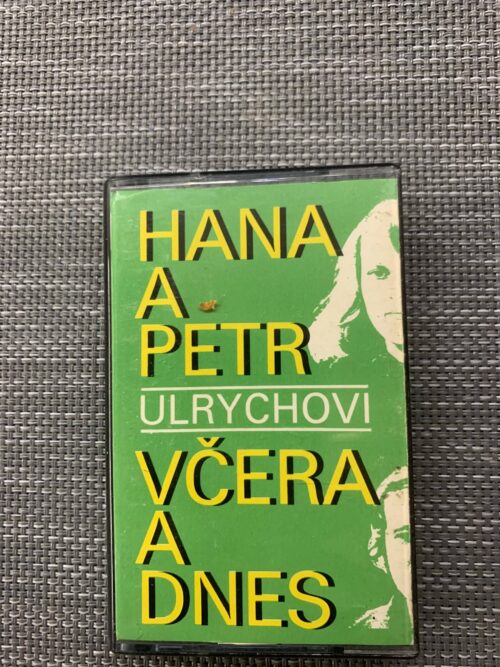 HANA
A
PETR
ULRYCHOVI
VČERA
A
DNES